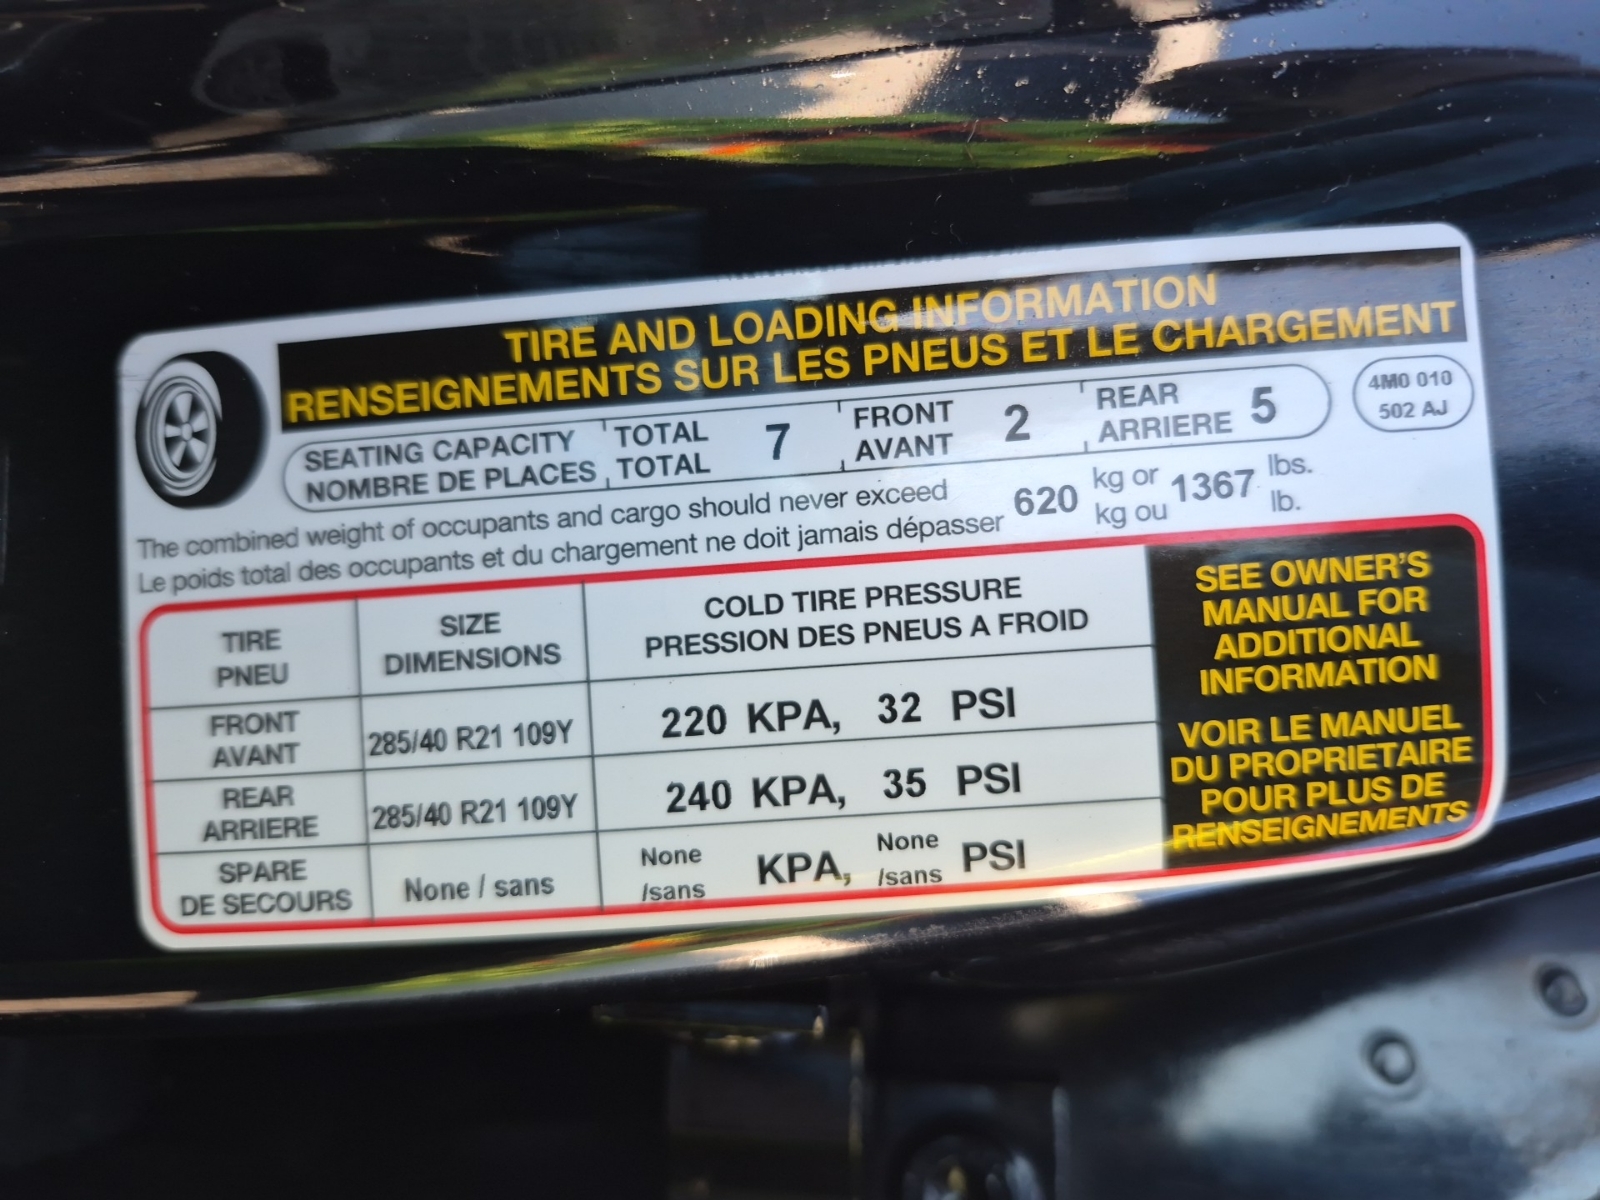 TIRE AND LOADING INFORMATION
RENSEIGNEMENTS SUR LES PNEUS ET LE CHARGEMENT
SEATING CAPACITY TOTAL 7 FRONT 2 REAR 5
NOMBRE DE PLACES TOTAL AVANT ARRIERE
4M0 010
502 AJ
The combined weight of occupants and cargo should never exceed 620 kg or 1367 lbs.
Le poids total des occupants et du chargement ne doit jamais dépasser kg ou lb.
TIRE SIZE COLD TIRE PRESSURE
PNEU DIMENSIONS PRESSION DES PNEUS A FROID
FRONT 285/40 R21 109Y 220 KPA, 32 PSI
AVANT
REAR 285/40 R21 109Y 240 KPA, 35 PSI
ARRIERE
SPARE None / sans None KPA, None PSI
DE SECOURS /sans /sans
SEE OWNER'S
MANUAL FOR
ADDITIONAL
INFORMATION
VOIR LE MANUEL
DU PROPRIETAIRE
POUR PLUS DE
RENSEIGNEMENTS